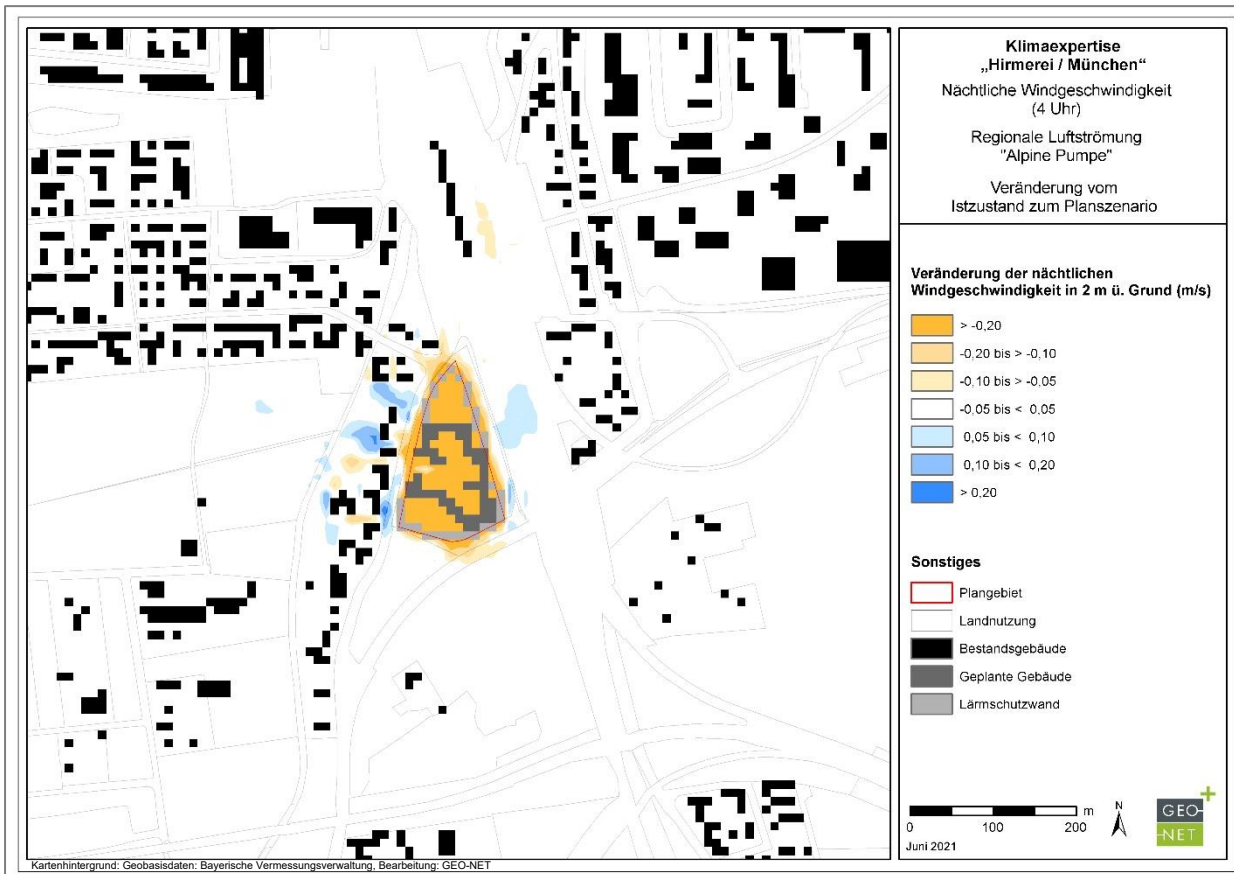 Klimaexpertise
„Hirmerei / München“
Nächtliche Windgeschwindigkeit
(4 Uhr)
Regionale Luftströmung
"Alpine Pumpe"
Veränderung vom
Istzustand zum Planszenario
Veränderung der nächtlichen
Windgeschwindigkeit in 2 m ü. Grund (m/s)
> -0,20
-0,20 bis > -0,10
-0,10 bis > -0,05
-0,05 bis < 0,05
0,05 bis < 0,10
0,10 bis < 0,20
> 0,20
Sonstiges
Plangebiet
Landnutzung
Bestandsgebäude
Geplante Gebäude
Lärmschutzwand
m
0 100 200
N
Juni 2021
GEO
NET
Kartenhintergrund: Geobasisdaten: Bayerische Vermessungsverwaltung, Bearbeitung: GEO-NET